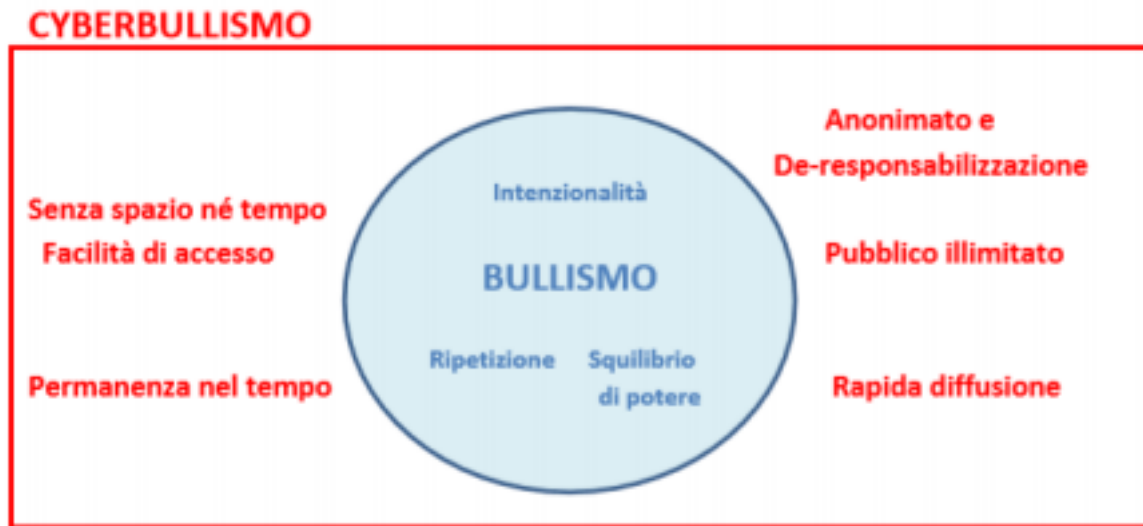 CYBERBULLISMO
Anonimato e
De-responsabilizzazione
Intenzionalità
Senza spazio né tempo
Facilità di accesso
Pubblico illimitato
BULLISMO
Ripetizione
Squilibrio
di potere
Permanenza nel tempo
Rapida diffusione